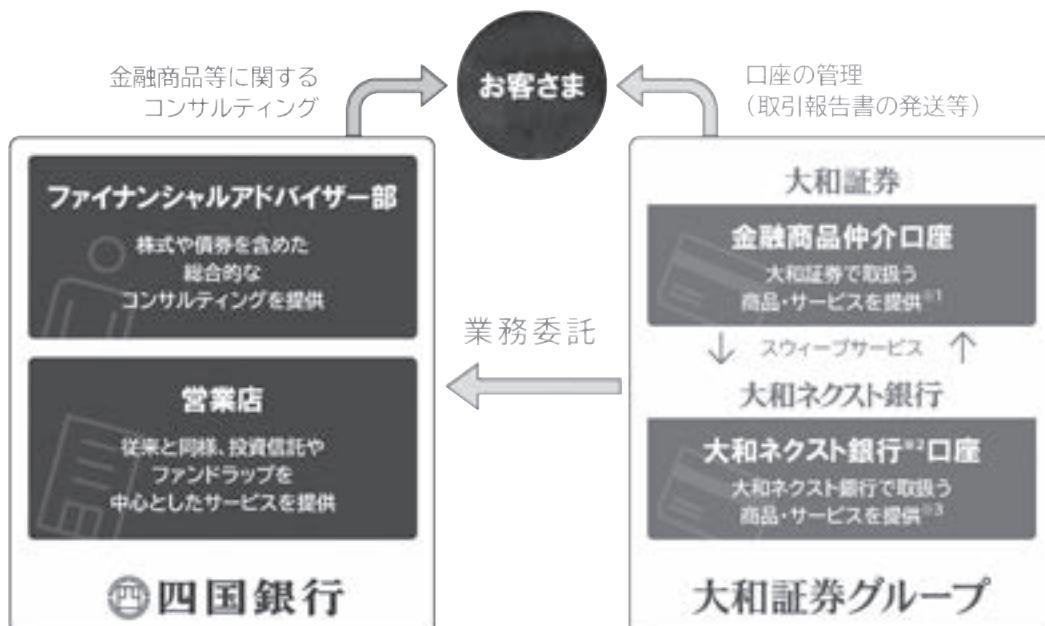 お客さま
金融商品等に関する
コンサルティング
口座の管理
（取引報告書の発送等）
ファイナンシャルアドバイザー部
株式や債券を含めた
総合的な
コンサルティングを提供
営業店
従来と同様、投資信託や
ファンドラップを
中心としたサービスを提供
四国銀行
業務委託
大和証券
金融商品仲介口座
大和証券で取扱う
商品・サービスを提供※1
↓ スウィープサービス ↑
大和ネクスト銀行
大和ネクスト銀行※2口座
大和ネクスト銀行で取扱う
商品・サービスを提供※3
大和証券グループ